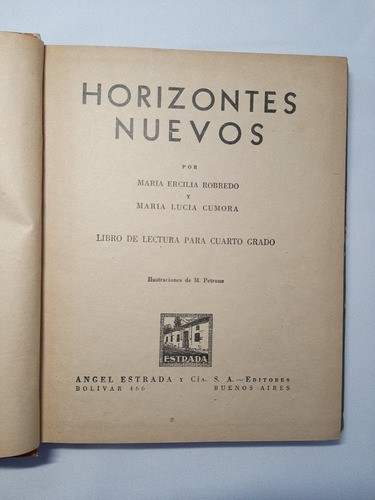 HORIZONTES
NUEVOS
POR
MARIA ERCILIA ROBREDO
Y
MARIA LUCIA CUMORA
LIBRO DE LECTURA PARA CUARTO GRADO
Ilustraciones de M. Petrone
ESTRADA
ANGEL ESTRADA Y Cía. S. A.—EDITORES
BOLIVAR 466 BUENOS AIRES